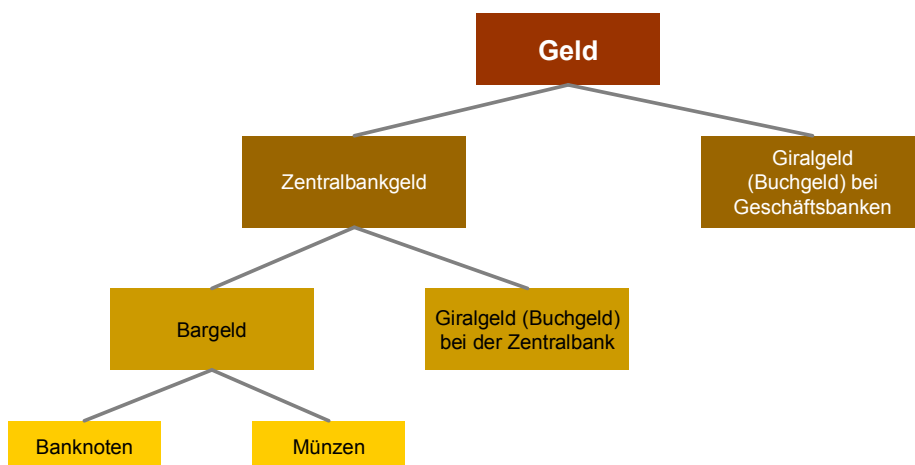 Geld
Zentralbankgeld
Giralgeld
(Buchgeld) bei
Geschäftsbanken
Bargeld
Giralgeld (Buchgeld)
bei der Zentralbank
Banknoten
Münzen